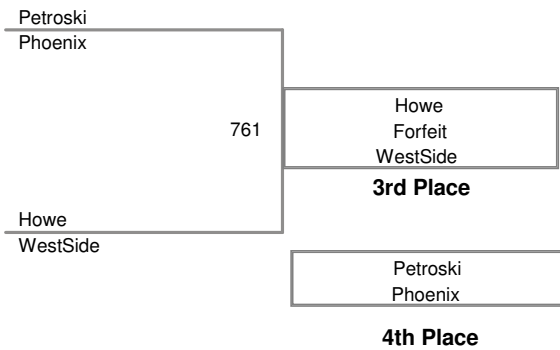 Petroski
Phoenix
761
Howe
Forfeit
WestSide
3rd Place
Howe
WestSide
Petroski
Phoenix
4th Place